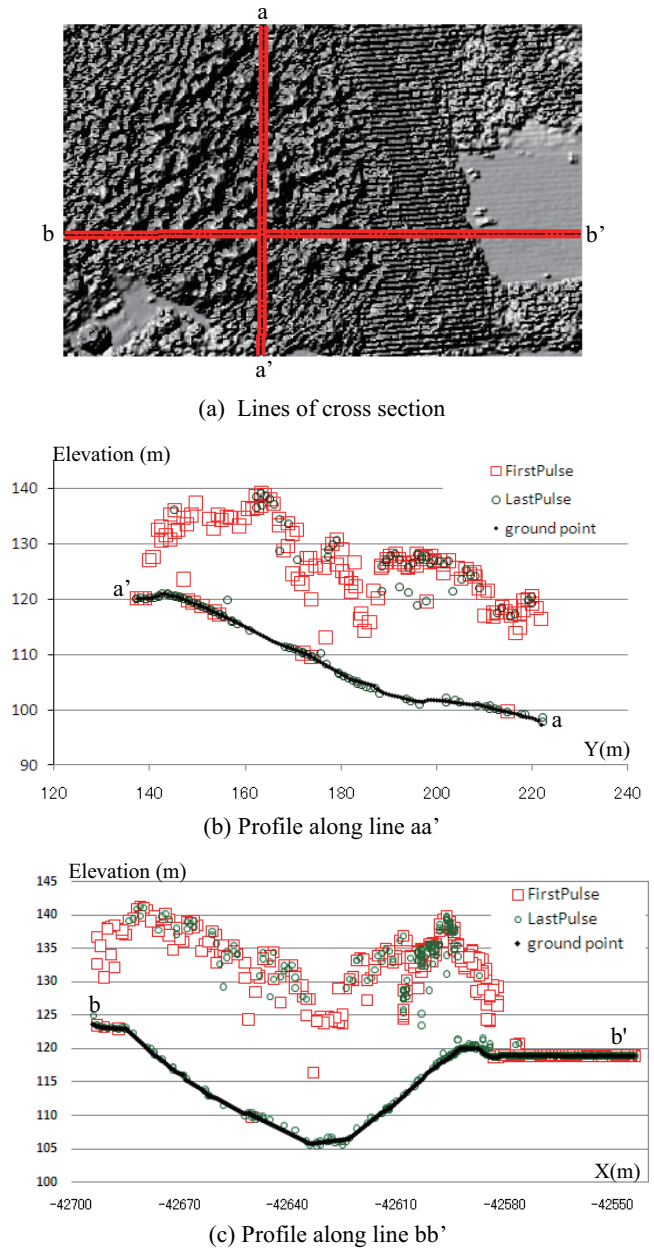 a
b
b’
a’
(a) Lines of cross section
Elevation (m)
140
130
120
110
100
90
FirstPulse
LastPulse
ground point
a’
a
Y(m)
120 140 160 180 200 220 240
(b) Profile along line aa’
Elevation (m)
145
140
135
130
125
120
115
110
105
100
FirstPulse
LastPulse
ground point
b
b'
X(m)
−42700 −42670 −42640 −42610 −42580 −42550
(c) Profile along line bb’